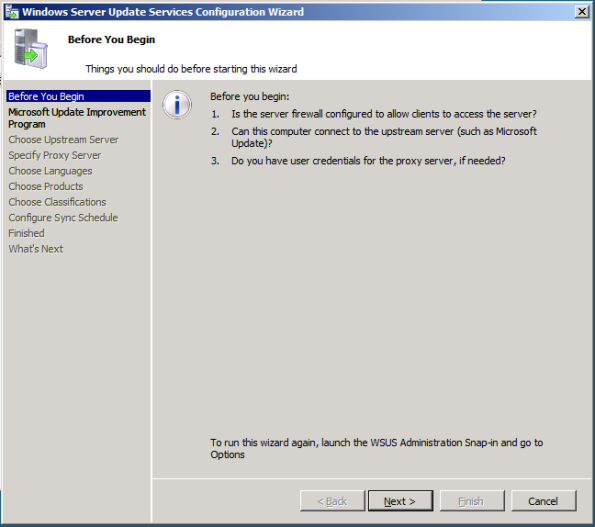 Windows Server Update Services Configuration Wizard
Before You Begin
Things you should do before starting this wizard
Before You Begin
Microsoft Update Improvement
Program
Choose Upstream Server
Specify Proxy Server
Choose Languages
Choose Products
Choose Classifications
Configure Sync Schedule
Finished
What's Next
Before you begin:
1. Is the server firewall configured to allow clients to access the server?
2. Can this computer connect to the upstream server (such as Microsoft
Update)?
3. Do you have user credentials for the proxy server, if needed?
To run this wizard again, launch the WSUS Administration Snap-in and go to
Options
< Back
Next >
Finish
Cancel